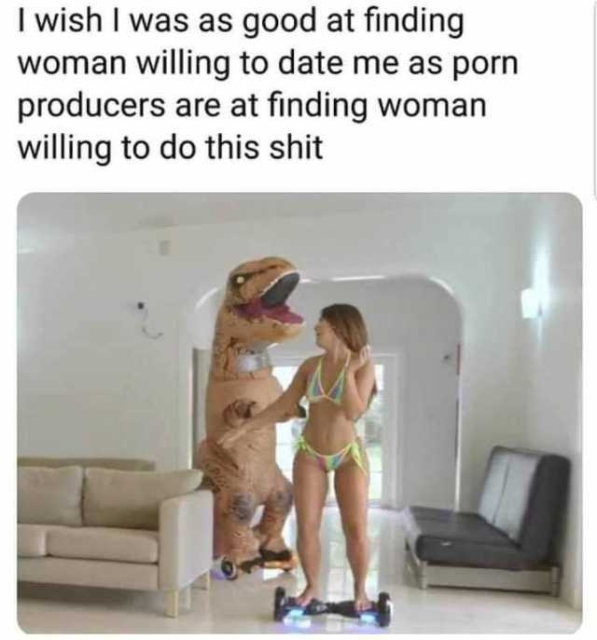 I wish I was as good at finding
woman willing to date me as porn
producers are at finding woman
willing to do this shit